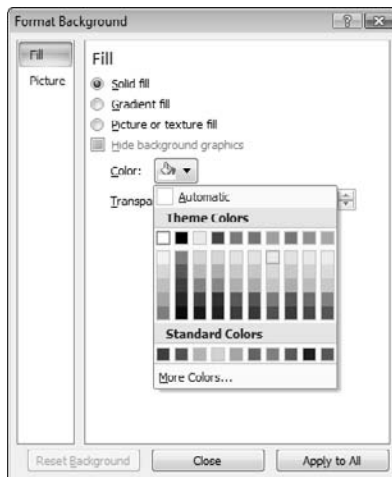 Format Background
Fill
Picture
Fill
Solid fill
Gradient fill
Picture or texture fill
Hide background graphics
Color:
Automatic
Transpa
Theme Colors
Standard Colors
More Colors...
Reset Background
Close
Apply to All